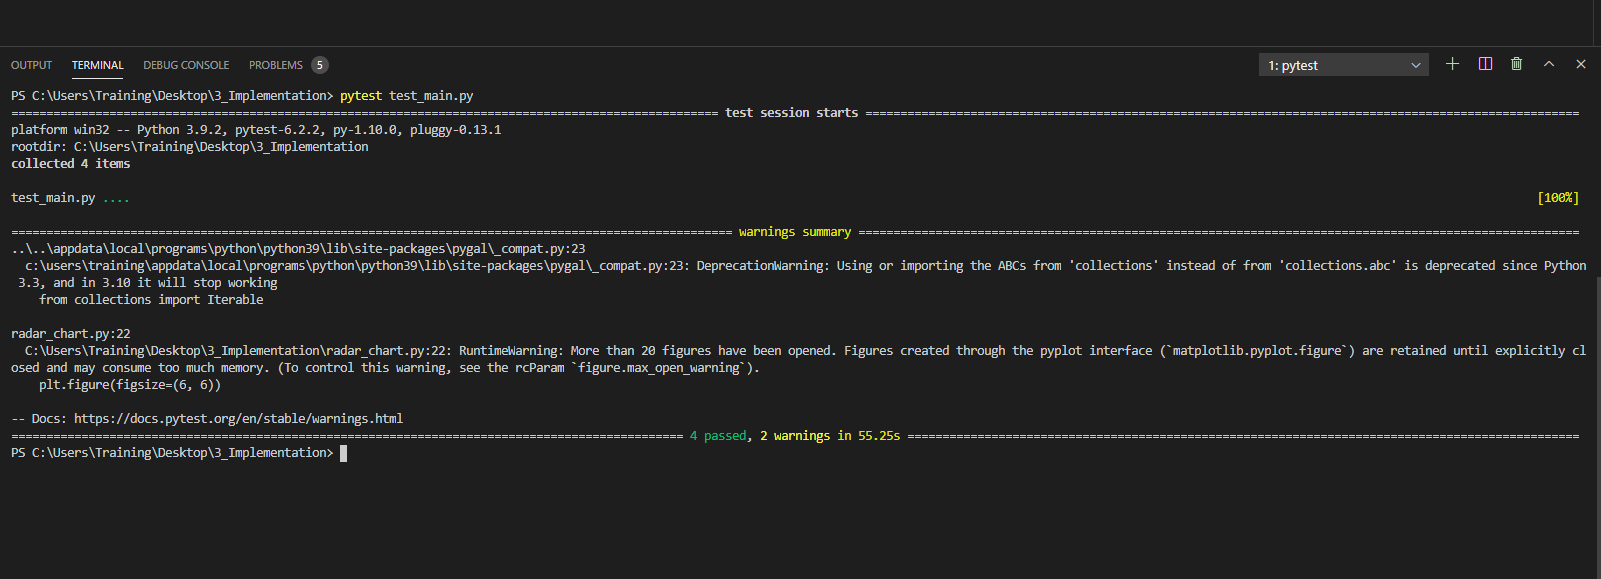 OUTPUT TERMINAL DEBUG CONSOLE PROBLEMS 5 1: pytest
PS C:\Users\Training\Desktop\3_Implementation> pytest test_main.py
============================== test session starts ==============================
platform win32 -- Python 3.9.2, pytest-6.2.2, py-1.10.0, pluggy-0.13.1
rootdir: C:\Users\Training\Desktop\3_Implementation
collected 4 items
test_main.py .... [100%]
============================== warnings summary ==============================
..\..\appdata\local\programs\python\python39\lib\site-packages\pygal\_compat.py:23
c:\users\training\appdata\local\programs\python\python39\lib\site-packages\pygal\_compat.py:23: DeprecationWarning: Using or importing the ABCs from 'collections' instead of from 'collections.abc' is deprecated since Python
3.3, and in 3.10 it will stop working
from collections import Iterable
radar_chart.py:22
C:\Users\Training\Desktop\3_Implementation\radar_chart.py:22: RuntimeWarning: More than 20 figures have been opened. Figures created through the pyplot interface (`matplotlib.pyplot.figure`) are retained until explicitly cl
osed and may consume too much memory. (To control this warning, see the rcParam `figure.max_open_warning`).
plt.figure(figsize=(6, 6))
-- Docs: https://docs.pytest.org/en/stable/warnings.html
============================== 4 passed, 2 warnings in 55.25s ==============================
PS C:\Users\Training\Desktop\3_Implementation>